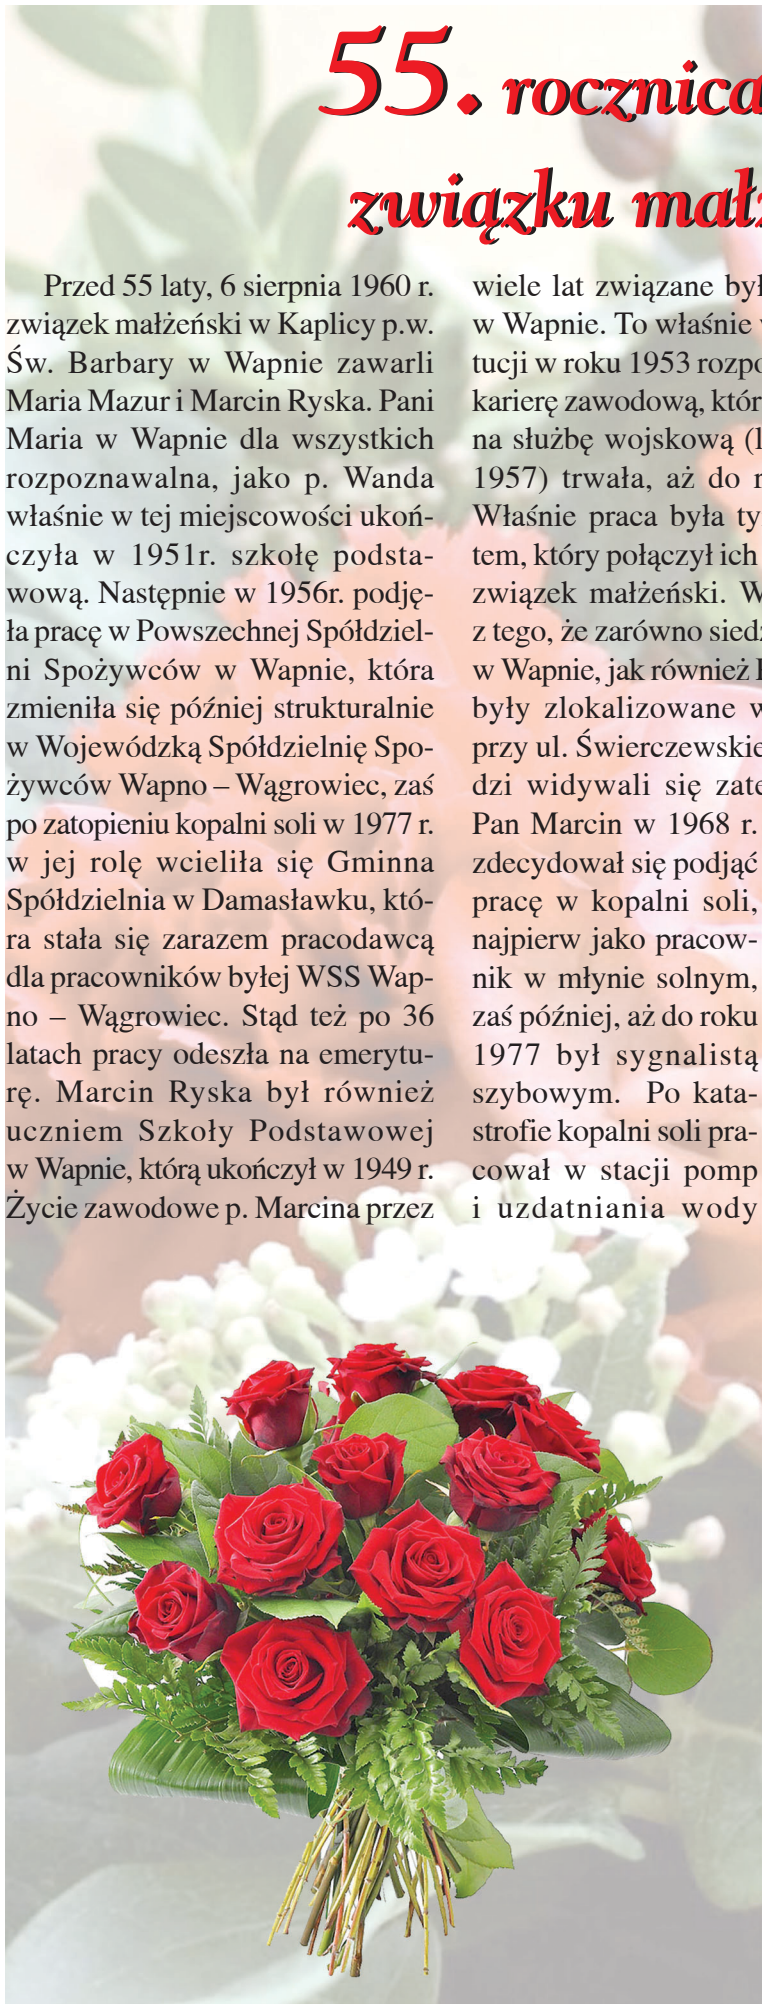 55. rocznica
związku
Przed 55 laty, 6 sierpnia 1960 r.
związek małżeński w Kaplicy p.w.
Św. Barbary w Wapnie zawarli
Maria Mazur i Marcin Ryska. Pani
Maria w Wapnie dla wszystkich
rozpoznawalna, jako p. Wanda
właśnie w tej miejscowości ukoń-
czyła w 1951r. szkołę podsta-
wową. Następnie w 1956r. podję-
ła pracę w Powszechnej Spółdziel-
ni Spożywców w Wapnie, która
zmieniła się później strukturalnie
w Wojewódzką Spółdzielnię Spo-
żywców Wapno – Wągrowiec, zaś
po zatopieniu kopalni soli w 1977 r.
w jej rolę wcieliła się Gminna
Spółdzielnia w Damasławku, któ-
ra stała się zarazem pracodawcą
dla pracowników byłej WSS Wap-
no – Wągrowiec. Stąd też po 36
latach pracy odeszła na emerytu-
rę. Marcin Ryska był również
uczniem Szkoły Podstawowej
w Wapnie, którą ukończył w 1949 r.
Życie zawodowe p. Marcina przez
wiele lat związane
w Wapnie. To właśnie
tucji w roku 1953
karierę zawodową,
na służbę wojskową
1957) trwała, aż do
Właśnie praca była
tem, który połączył ich
związek małżeński.
z tego, że zarówno
w Wapnie, jak również
były zlokalizowane
przy ul.
dzi widywali się
Pan Marcin w 1968 r.
zdecydował się podjąć
pracę w kopalni soli,
najpierw jako pracow-
nik w młynie solnym,
zaś później, aż do roku
1977 był sygnalistą
szybowym. Po kata-
strofie kopalni soli pra-
cował w stacji pomp
i uzdatniania wody